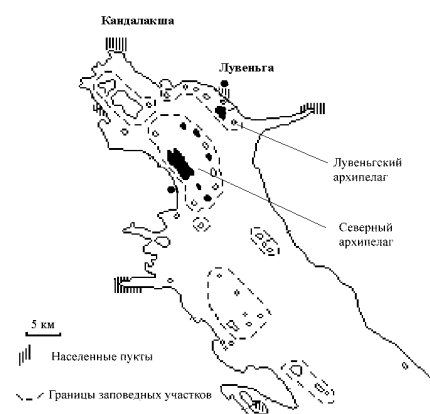 Кандалакша
Лувеньга
Лувеньгский
архипелаг
Северный
архипелаг
5 км
Населенные пукты
Границы заповедных участков